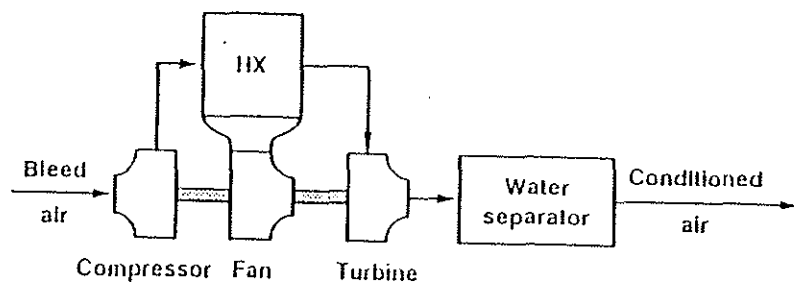 HX
Bleed
air
Compressor Fan Turbine
Water
separator
Conditioned
air